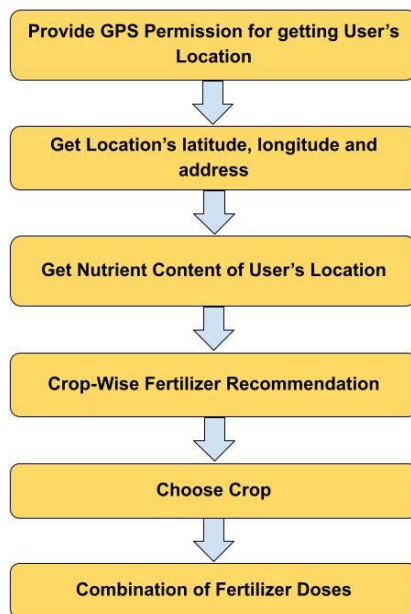 Provide GPS Permission for getting User's
Location
Get Location's latitude, longitude and
address
Get Nutrient Content of User's Location
Crop-Wise Fertilizer Recommendation
Choose Crop
Combination of Fertilizer Doses